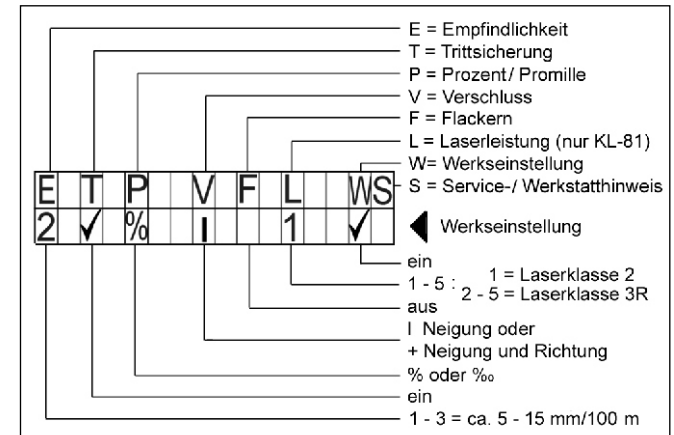 E = Empfindlichkeit
T = Trittsicherung
P = Prozent / Promille
V = Verschluss
F = Flackern
L = Laserleistung (nur KL-81)
W= Werkseinstellung
S = Service-/ Werkstatthinweis
E T P V F L W S
2 ✓ % I 1 ✓
Werkseinstellung
ein
1 - 5 : 1 = Laserklasse 2
2 - 5 = Laserklasse 3R
aus
I Neigung oder
+ Neigung und Richtung
% oder ‰
ein
1 - 3 = ca. 5 - 15 mm/100 m